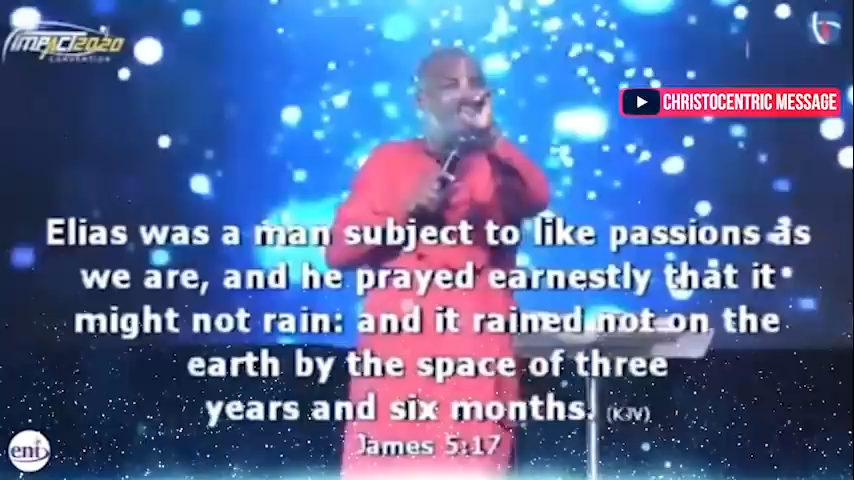 IMPACT2020
CONVENTION
CHRISTOCENTRIC MESSAGE
Elias was a man subject to like passions as
we are, and he prayed earnestly that it
might not rain: and it rained not on the
earth by the space of three
years and six months. (KJV)
James 5:17
eni